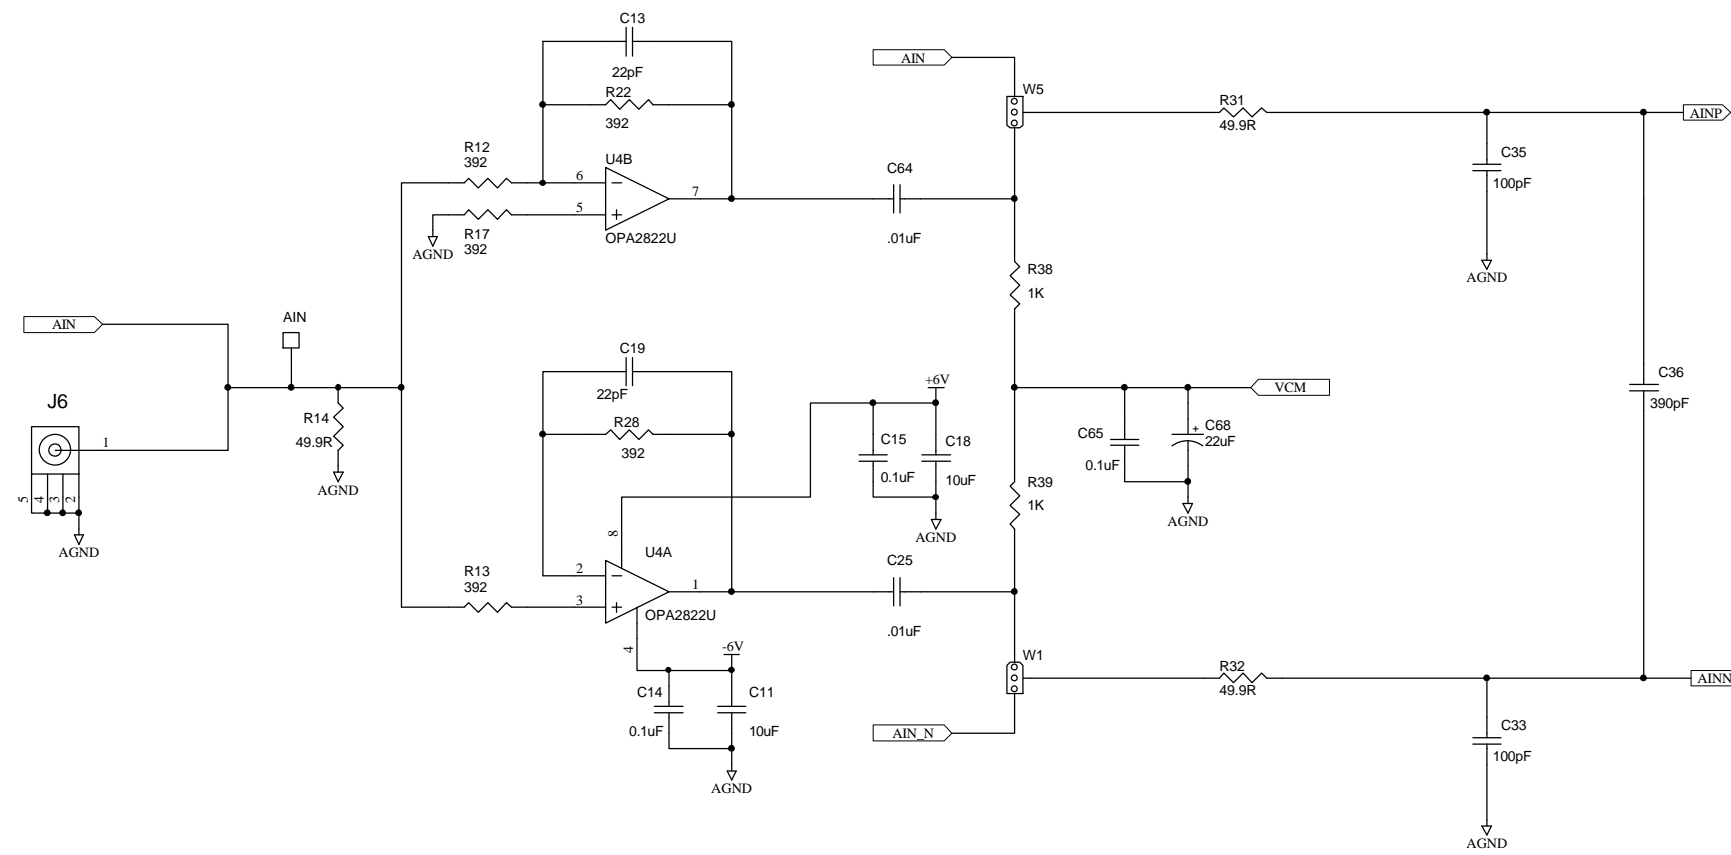 C13
22pF
R22
392
R12
392
U4B
6
5
7
R17
392
AGND
OPA2822U
AIN
W5
C64
.01uF
R31
49.9R
AINP
C35
100pF
AGND
R38
1K
AIN
AIN
J6
1
5
4
3
2
AGND
R14
49.9R
AGND
C19
22pF
R28
392
+6V
C15
0.1uF
C18
10uF
AGND
VCM
C65
0.1uF
+
C68
22uF
AGND
C36
390pF
R39
1K
8
U4A
R13
392
2
3
1
OPA2822U
4
C25
.01uF
-6V
C14
0.1uF
C11
10uF
AGND
W1
AIN_N
R32
49.9R
AINN
C33
100pF
AGND